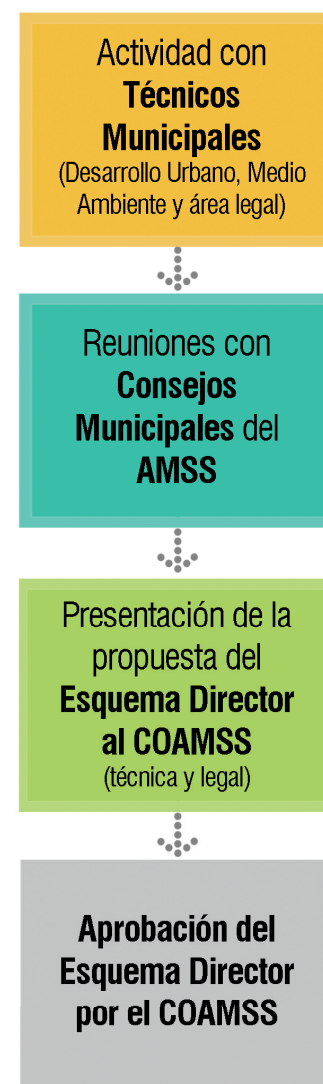 Actividad con
Técnicos
Municipales
(Desarrollo Urbano, Medio
Ambiente y área legal)
Reuniones con
Consejos
Municipales del
AMSS
Presentación de la
propuesta del
Esquema Director
al COAMSS
(técnica y legal)
Aprobación del
Esquema Director
por el COAMSS